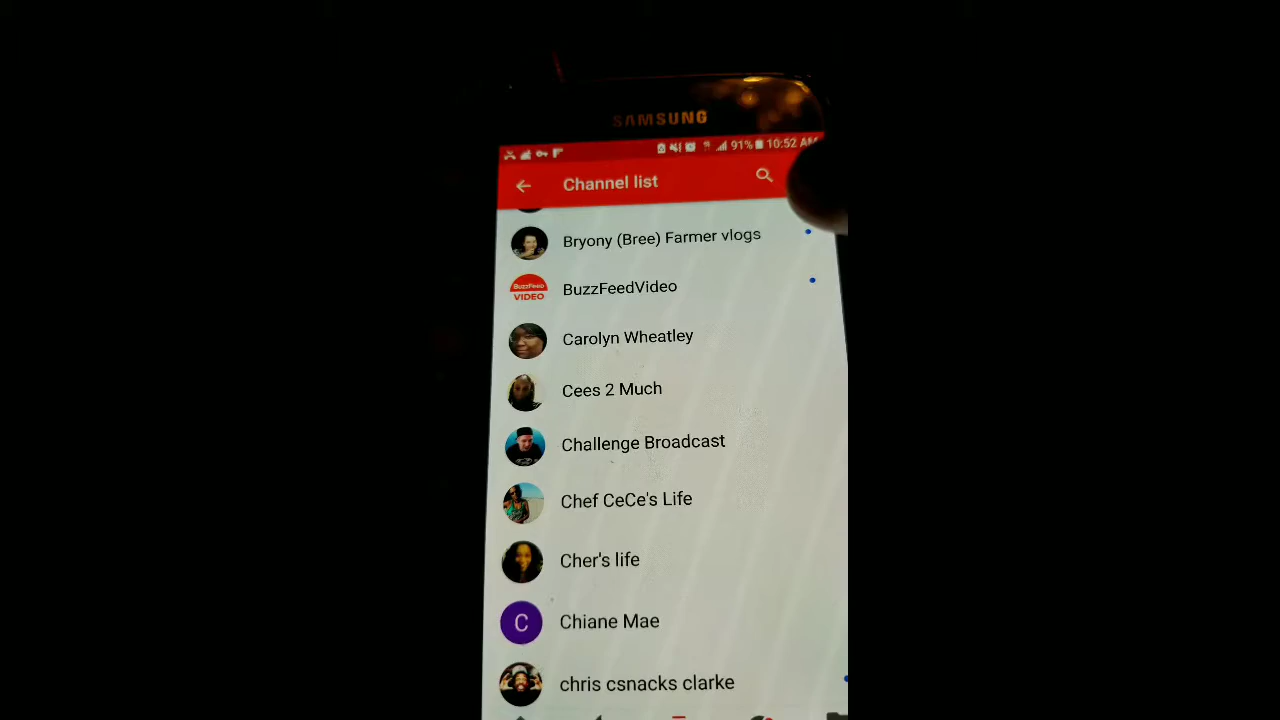 SAMSUNG
91% 10:52 AM
Channel list
Bryony (Bree) Farmer vlogs
BuzzFeed
VIDEO
BuzzFeedVideo
Carolyn Wheatley
Cees 2 Much
Challenge Broadcast
Chef CeCe's Life
Cher's life
C
Chiane Mae
chris csnacks clarke